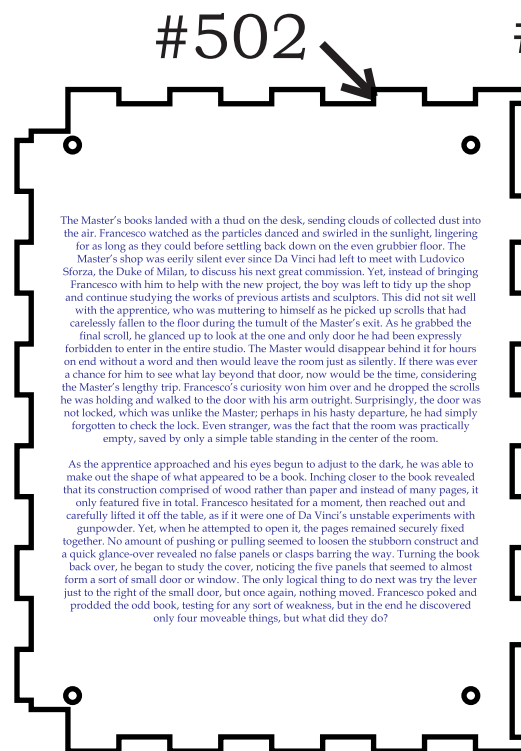 #502
The Master’s books landed with a thud on the desk, sending clouds of collected dust into
the air. Francesco watched as the particles danced and swirled in the sunlight, lingering
for as long as they could before settling back down on the even grubbier floor. The
Master’s shop was eerily silent ever since Da Vinci had left to meet with Ludovico
Sforza, the Duke of Milan, to discuss his next great commission. Yet, instead of bringing
Francesco with him to help with the new project, the boy was left to tidy up the shop
and continue studying the works of previous artists and sculptors. This did not sit well
with the apprentice, who was muttering to himself as he picked up scrolls that had
carelessly fallen to the floor during the tumult of the Master’s exit. As he grabbed the
final scroll, he glanced up to look at the one and only door he had been expressly
forbidden to enter in the entire studio. The Master would disappear behind it for hours
on end without a word and then would leave the room just as silently. If there was ever
a chance for him to see what lay beyond that door, now would be the time, considering
the Master’s lengthy trip. Francesco’s curiosity won him over and he dropped the scrolls
he was holding and walked to the door with his arm outright. Surprisingly, the door was
not locked, which was unlike the Master; perhaps in his hasty departure, he had simply
forgotten to check the lock. Even stranger, was the fact that the room was practically
empty, saved by only a simple table standing in the center of the room.
As the apprentice approached and his eyes begun to adjust to the dark, he was able to
make out the shape of what appeared to be a book. Inching closer to the book revealed
that its construction comprised of wood rather than paper and instead of many pages, it
only featured five in total. Francesco hesitated for a moment, then reached out and
carefully lifted it off the table, as if it were one of Da Vinci’s unstable experiments with
gunpowder. Yet, when he attempted to open it, the pages remained securely fixed
together. No amount of pushing or pulling seemed to loosen the stubborn construct and
a quick glance-over revealed no false panels or clasps barring the way. Turning the book
back over, he began to study the cover, noticing the five panels that seemed to almost
form a sort of small door or window. The only logical thing to do next was try the lever
just to the right of the small door, but once again, nothing moved. Francesco poked and
prodded the odd book, testing for any sort of weakness, but in the end he discovered
only four moveable things, but what did they do?